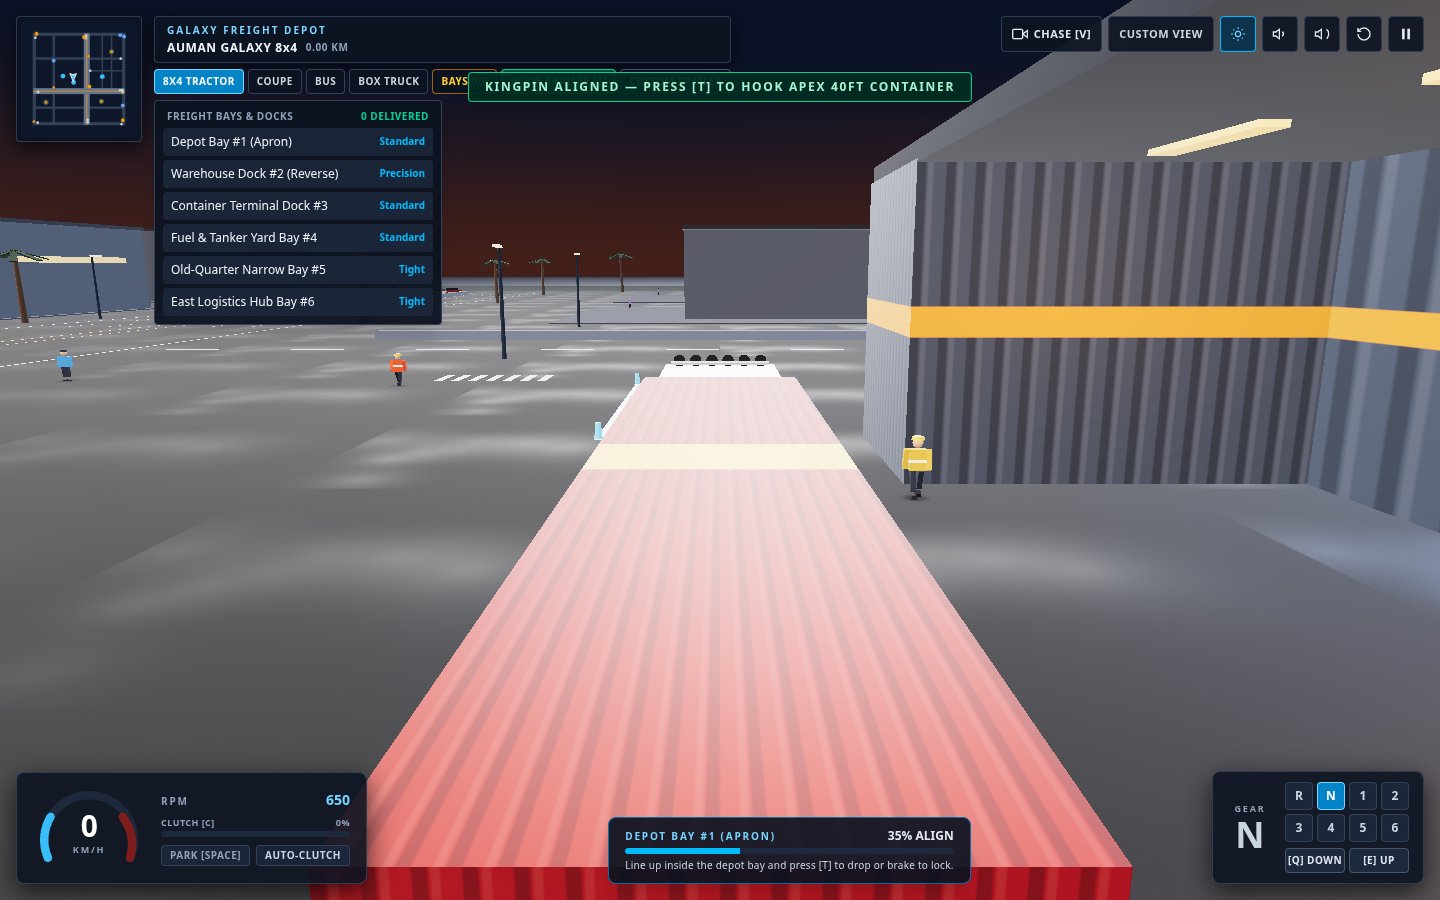 GALAXY FREIGHT DEPOT
AUMAN GALAXY 8x4 0.00 KM
8X4 TRACTOR COUPE BUS BOX TRUCK BAYS
KINGPIN ALIGNED — PRESS [T] TO HOOK APEX 40FT CONTAINER
CHASE [V] CUSTOM VIEW
FREIGHT BAYS & DOCKS 0 DELIVERED
Depot Bay #1 (Apron) Standard
Warehouse Dock #2 (Reverse) Precision
Container Terminal Dock #3 Standard
Fuel & Tanker Yard Bay #4 Standard
Old-Quarter Narrow Bay #5 Tight
East Logistics Hub Bay #6 Tight
0
KM/H
RPM 650
CLUTCH [C] 0%
PARK [SPACE] AUTO-CLUTCH
DEPOT BAY #1 (APRON) 35% ALIGN
Line up inside the depot bay and press [T] to drop or brake to lock.
GEAR
N
R N 1 2
3 4 5 6
[Q] DOWN [E] UP